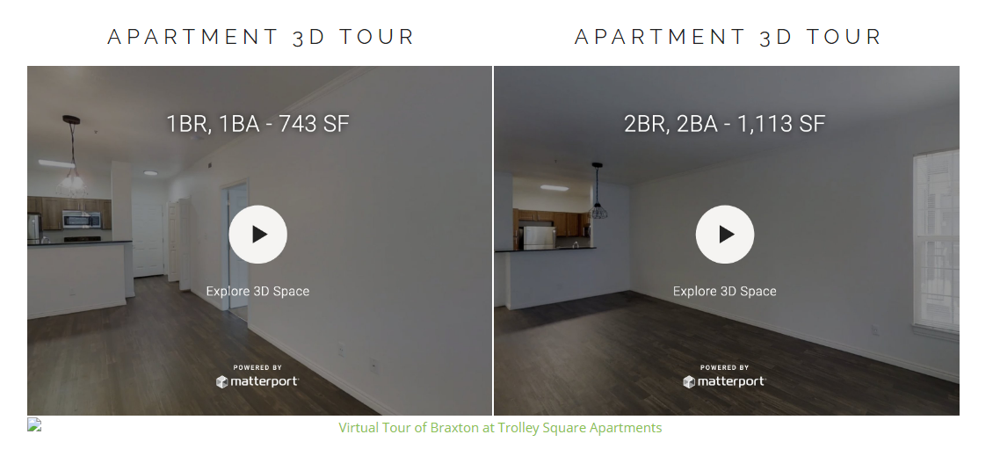 APARTMENT 3D TOUR
APARTMENT 3D TOUR
1BR, 1BA - 743 SF
Explore 3D Space
POWERED BY
matterport
2BR, 2BA - 1,113 SF
Explore 3D Space
POWERED BY
matterport
Virtual Tour of Braxton at Trolley Square Apartments